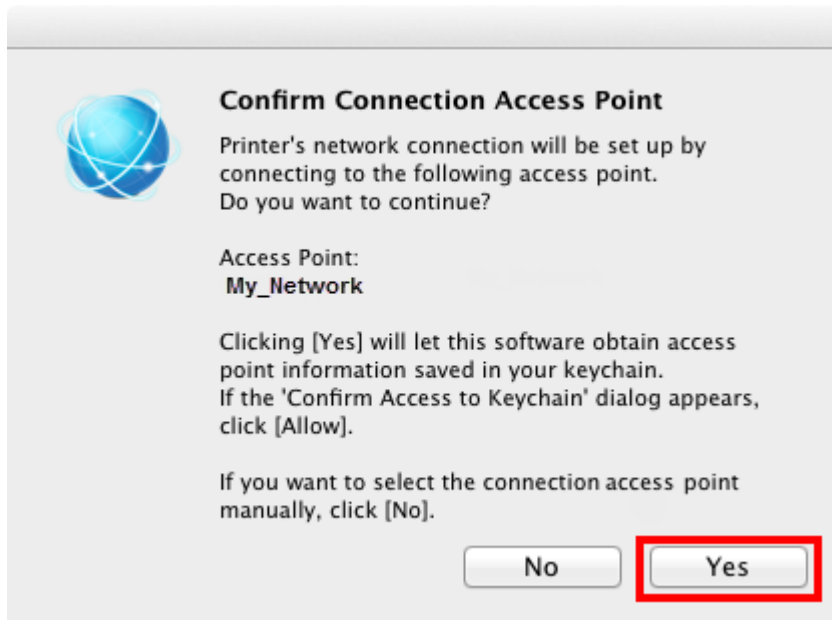 Confirm Connection Access Point
Printer's network connection will be set up by
connecting to the following access point.
Do you want to continue?
Access Point:
My_Network
Clicking [Yes] will let this software obtain access
point information saved in your keychain.
If the 'Confirm Access to Keychain' dialog appears,
click [Allow].
If you want to select the connection access point
manually, click [No].
No Yes